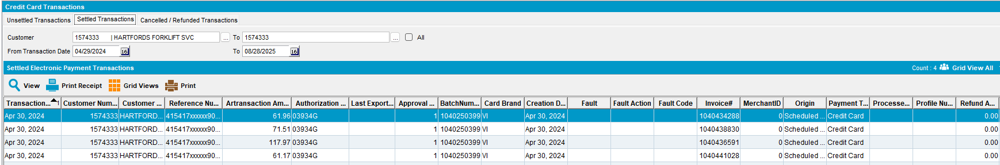 Credit Card Transactions
Unsettled Transactions Settled Transactions Cancelled / Refunded Transactions
Customer 1574333 | HARTFORDS FORKLIFT SVC ... To 1574333 ... All
From Transaction Date 04/29/2024 16 To 08/28/2025 16
Settled Electronic Payment Transactions Count : 4 Grid View All
View Print Receipt Grid Views Print
Transaction... 1 Customer Num... Customer ... Reference Nu... Artransaction Am... Authorization ... Last Export... Approval ... BatchNum... Card Brand Creation D... Fault Fault Action Fault Code Invoice# MerchantID Origin Payment T... Processe... Profile Nu... Refund A...
Apr 30, 2024 1574333 HARTFORD... 415417xxxxxx90... 61.96 03934G 1 1040250399 VI Apr 30, 2024 1040434288 0 Scheduled ... Credit Card 0.00
Apr 30, 2024 1574333 HARTFORD... 415417xxxxxx90... 71.51 03934G 1 1040250399 VI Apr 30, 2024 1040438830 0 Scheduled ... Credit Card 0.00
Apr 30, 2024 1574333 HARTFORD... 415417xxxxxx90... 117.97 03934G 1 1040250399 VI Apr 30, 2024 1040436591 0 Scheduled ... Credit Card 0.00
Apr 30, 2024 1574333 HARTFORD... 415417xxxxxx90... 61.17 03934G 1 1040250399 VI Apr 30, 2024 1040441028 0 Scheduled ... Credit Card 0.00